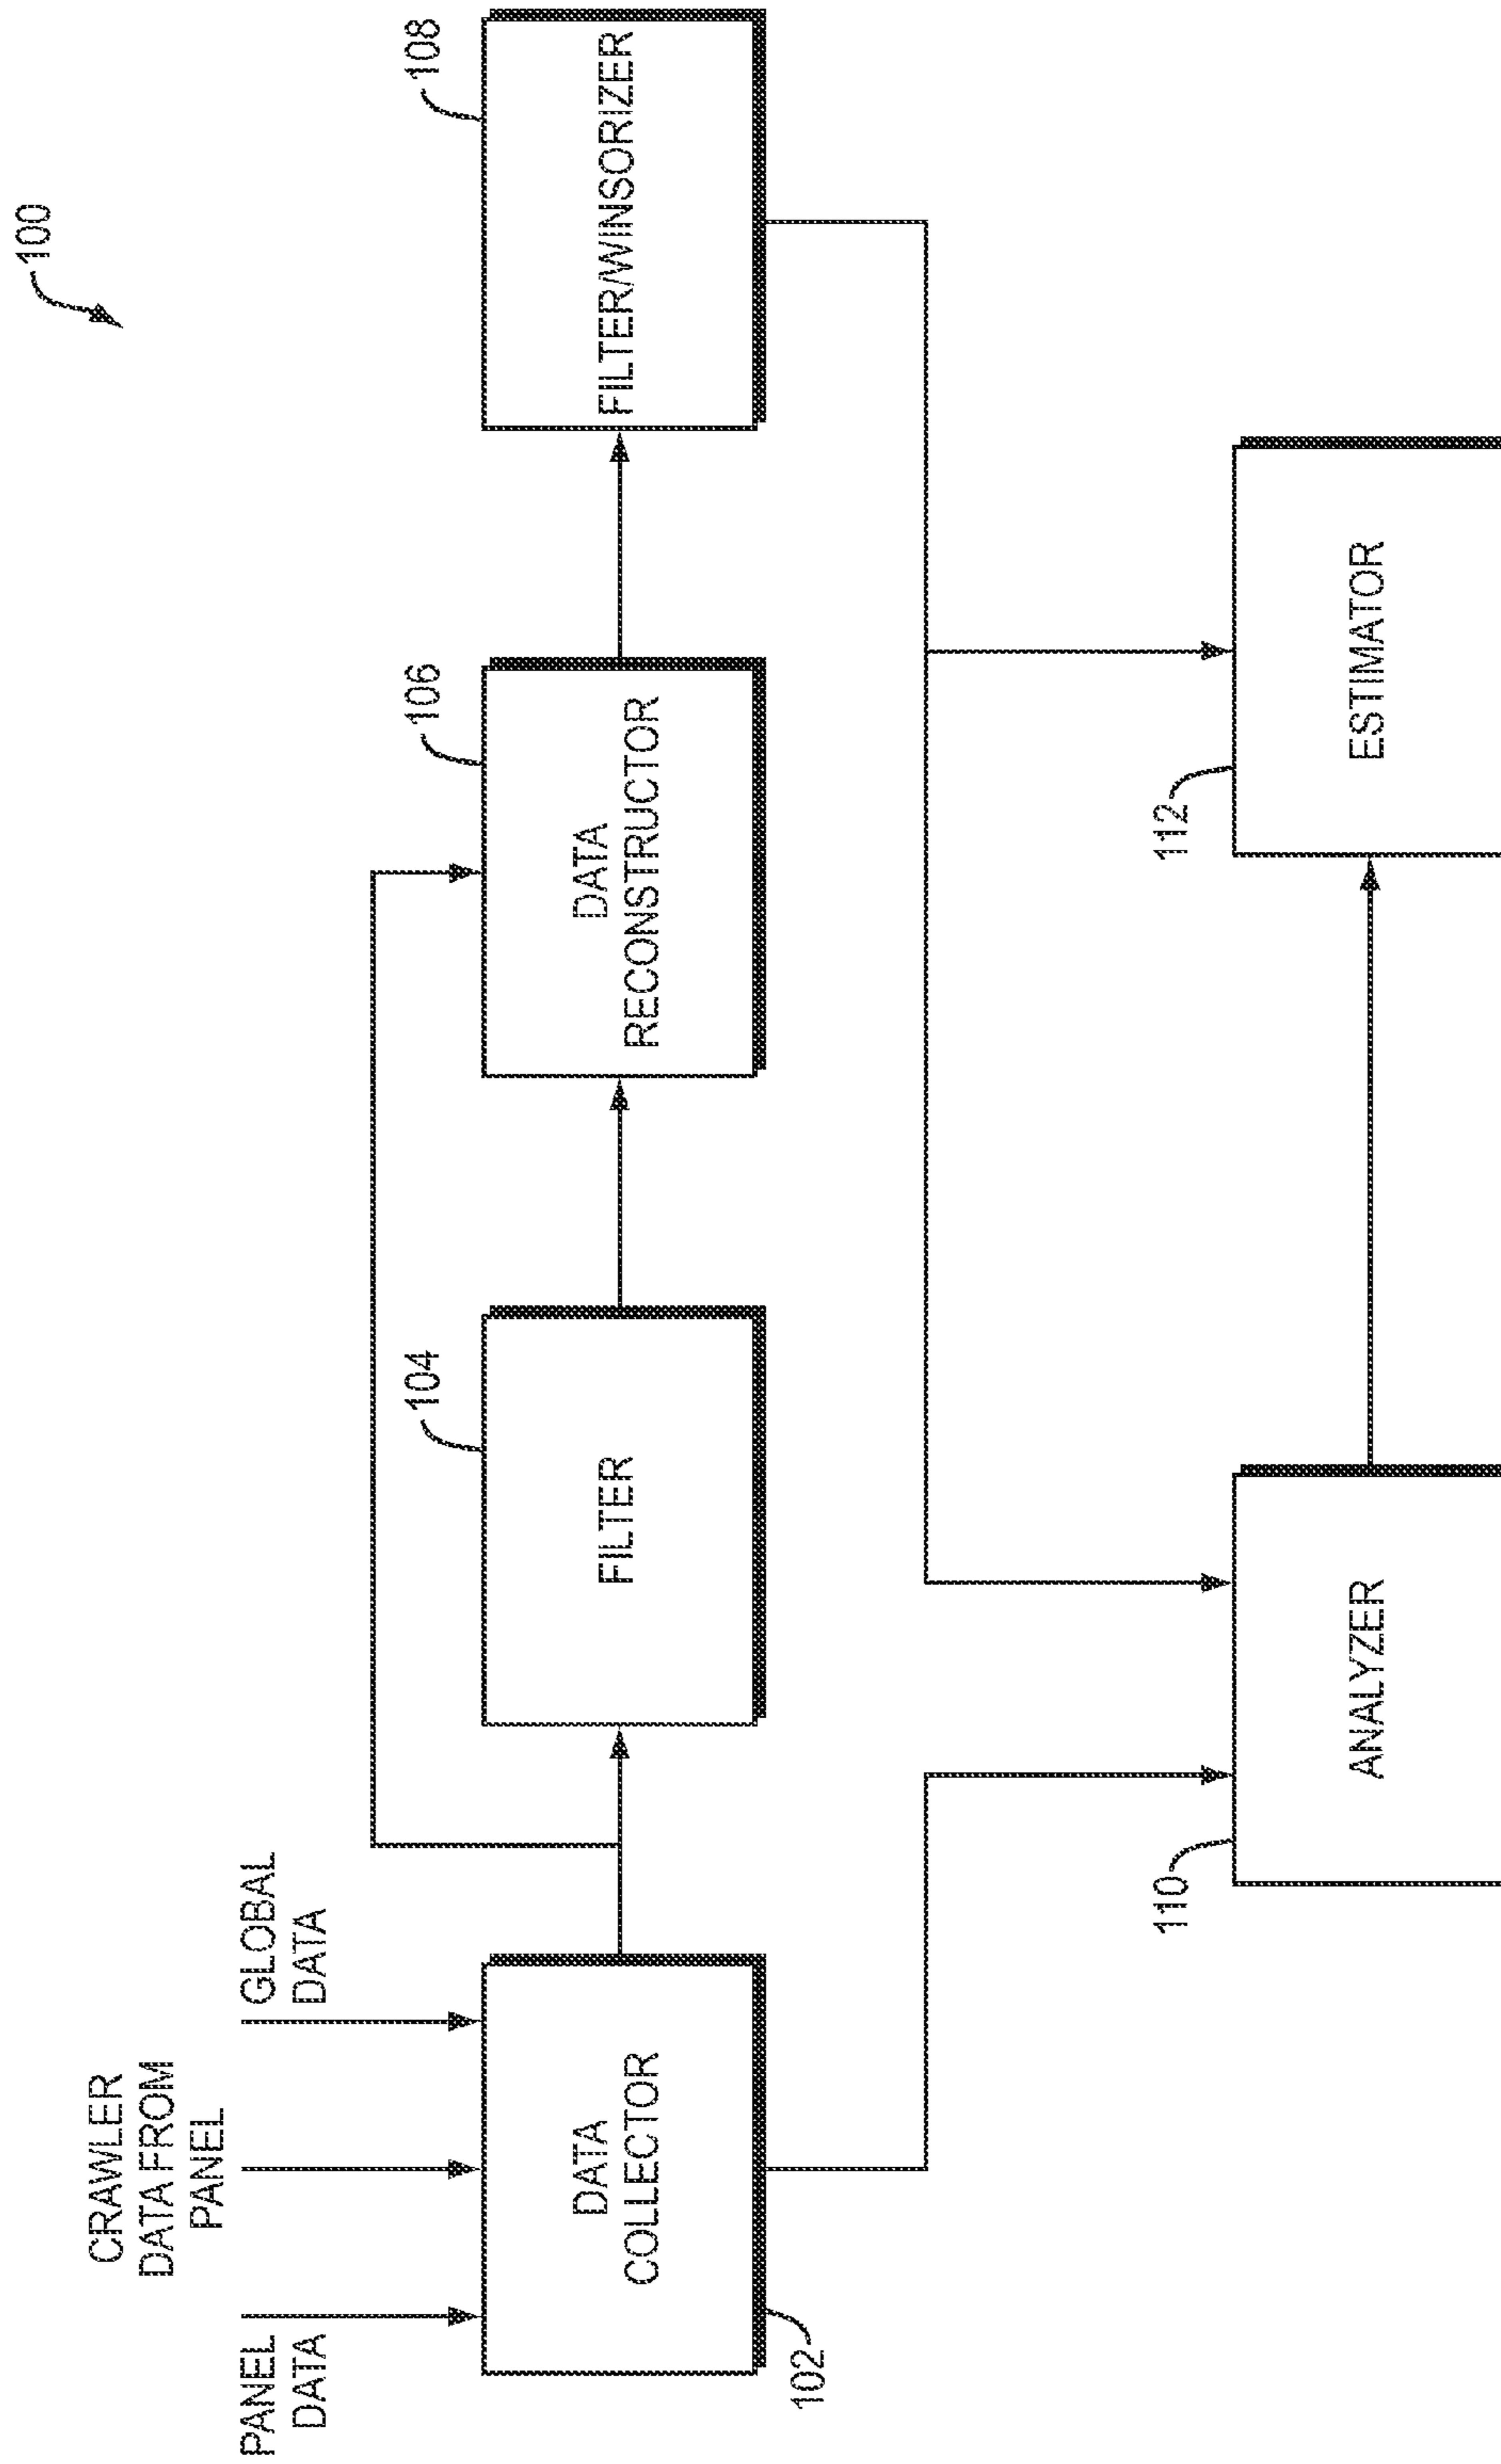 100
PANEL
DATA
CRAWLER
DATA FROM
PANEL
GLOBAL
DATA
DATA
COLLECTOR
102
FILTER
104
DATA
RECONSTRUCTOR
106
FILTER/WINSORIZER
108
ANALYZER
110
ESTIMATOR
112